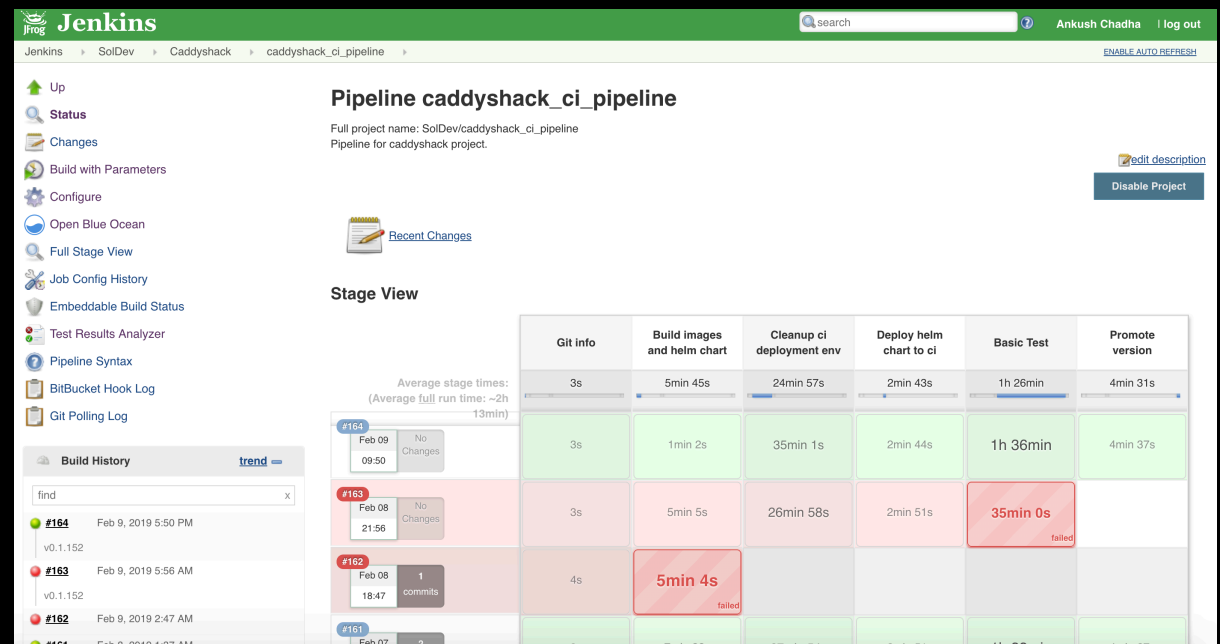 JFrog Jenkins
search
Ankush Chadha | log out
Jenkins SolDev Caddyshack caddyshack_ci_pipeline
ENABLE AUTO REFRESH
Up
Status
Changes
Build with Parameters
Configure
Open Blue Ocean
Full Stage View
Job Config History
Embeddable Build Status
Test Results Analyzer
Pipeline Syntax
BitBucket Hook Log
Git Polling Log
Build History trend
find x
#164 Feb 9, 2019 5:50 PM
v0.1.152
#163 Feb 9, 2019 5:56 AM
v0.1.152
#162 Feb 9, 2019 2:47 AM
Pipeline caddyshack_ci_pipeline
Full project name: SolDev/caddyshack_ci_pipeline
Pipeline for caddyshack project.
edit description
Disable Project
Recent Changes
Stage View
Git info
Build images
and helm chart
Cleanup ci
deployment env
Deploy helm
chart to ci
Basic Test
Promote
version
Average stage times:
(Average full run time: ~2h
13min)
3s 5min 45s 24min 57s 2min 43s 1h 26min 4min 31s
#164
Feb 09
09:50
No
Changes
3s 1min 2s 35min 1s 2min 44s 1h 36min 4min 37s
#163
Feb 08
21:56
No
Changes
3s 5min 5s 26min 58s 2min 51s 35min 0s
failed
#162
Feb 08
18:47
1
commits
4s 5min 4s
failed
#161
Feb 07